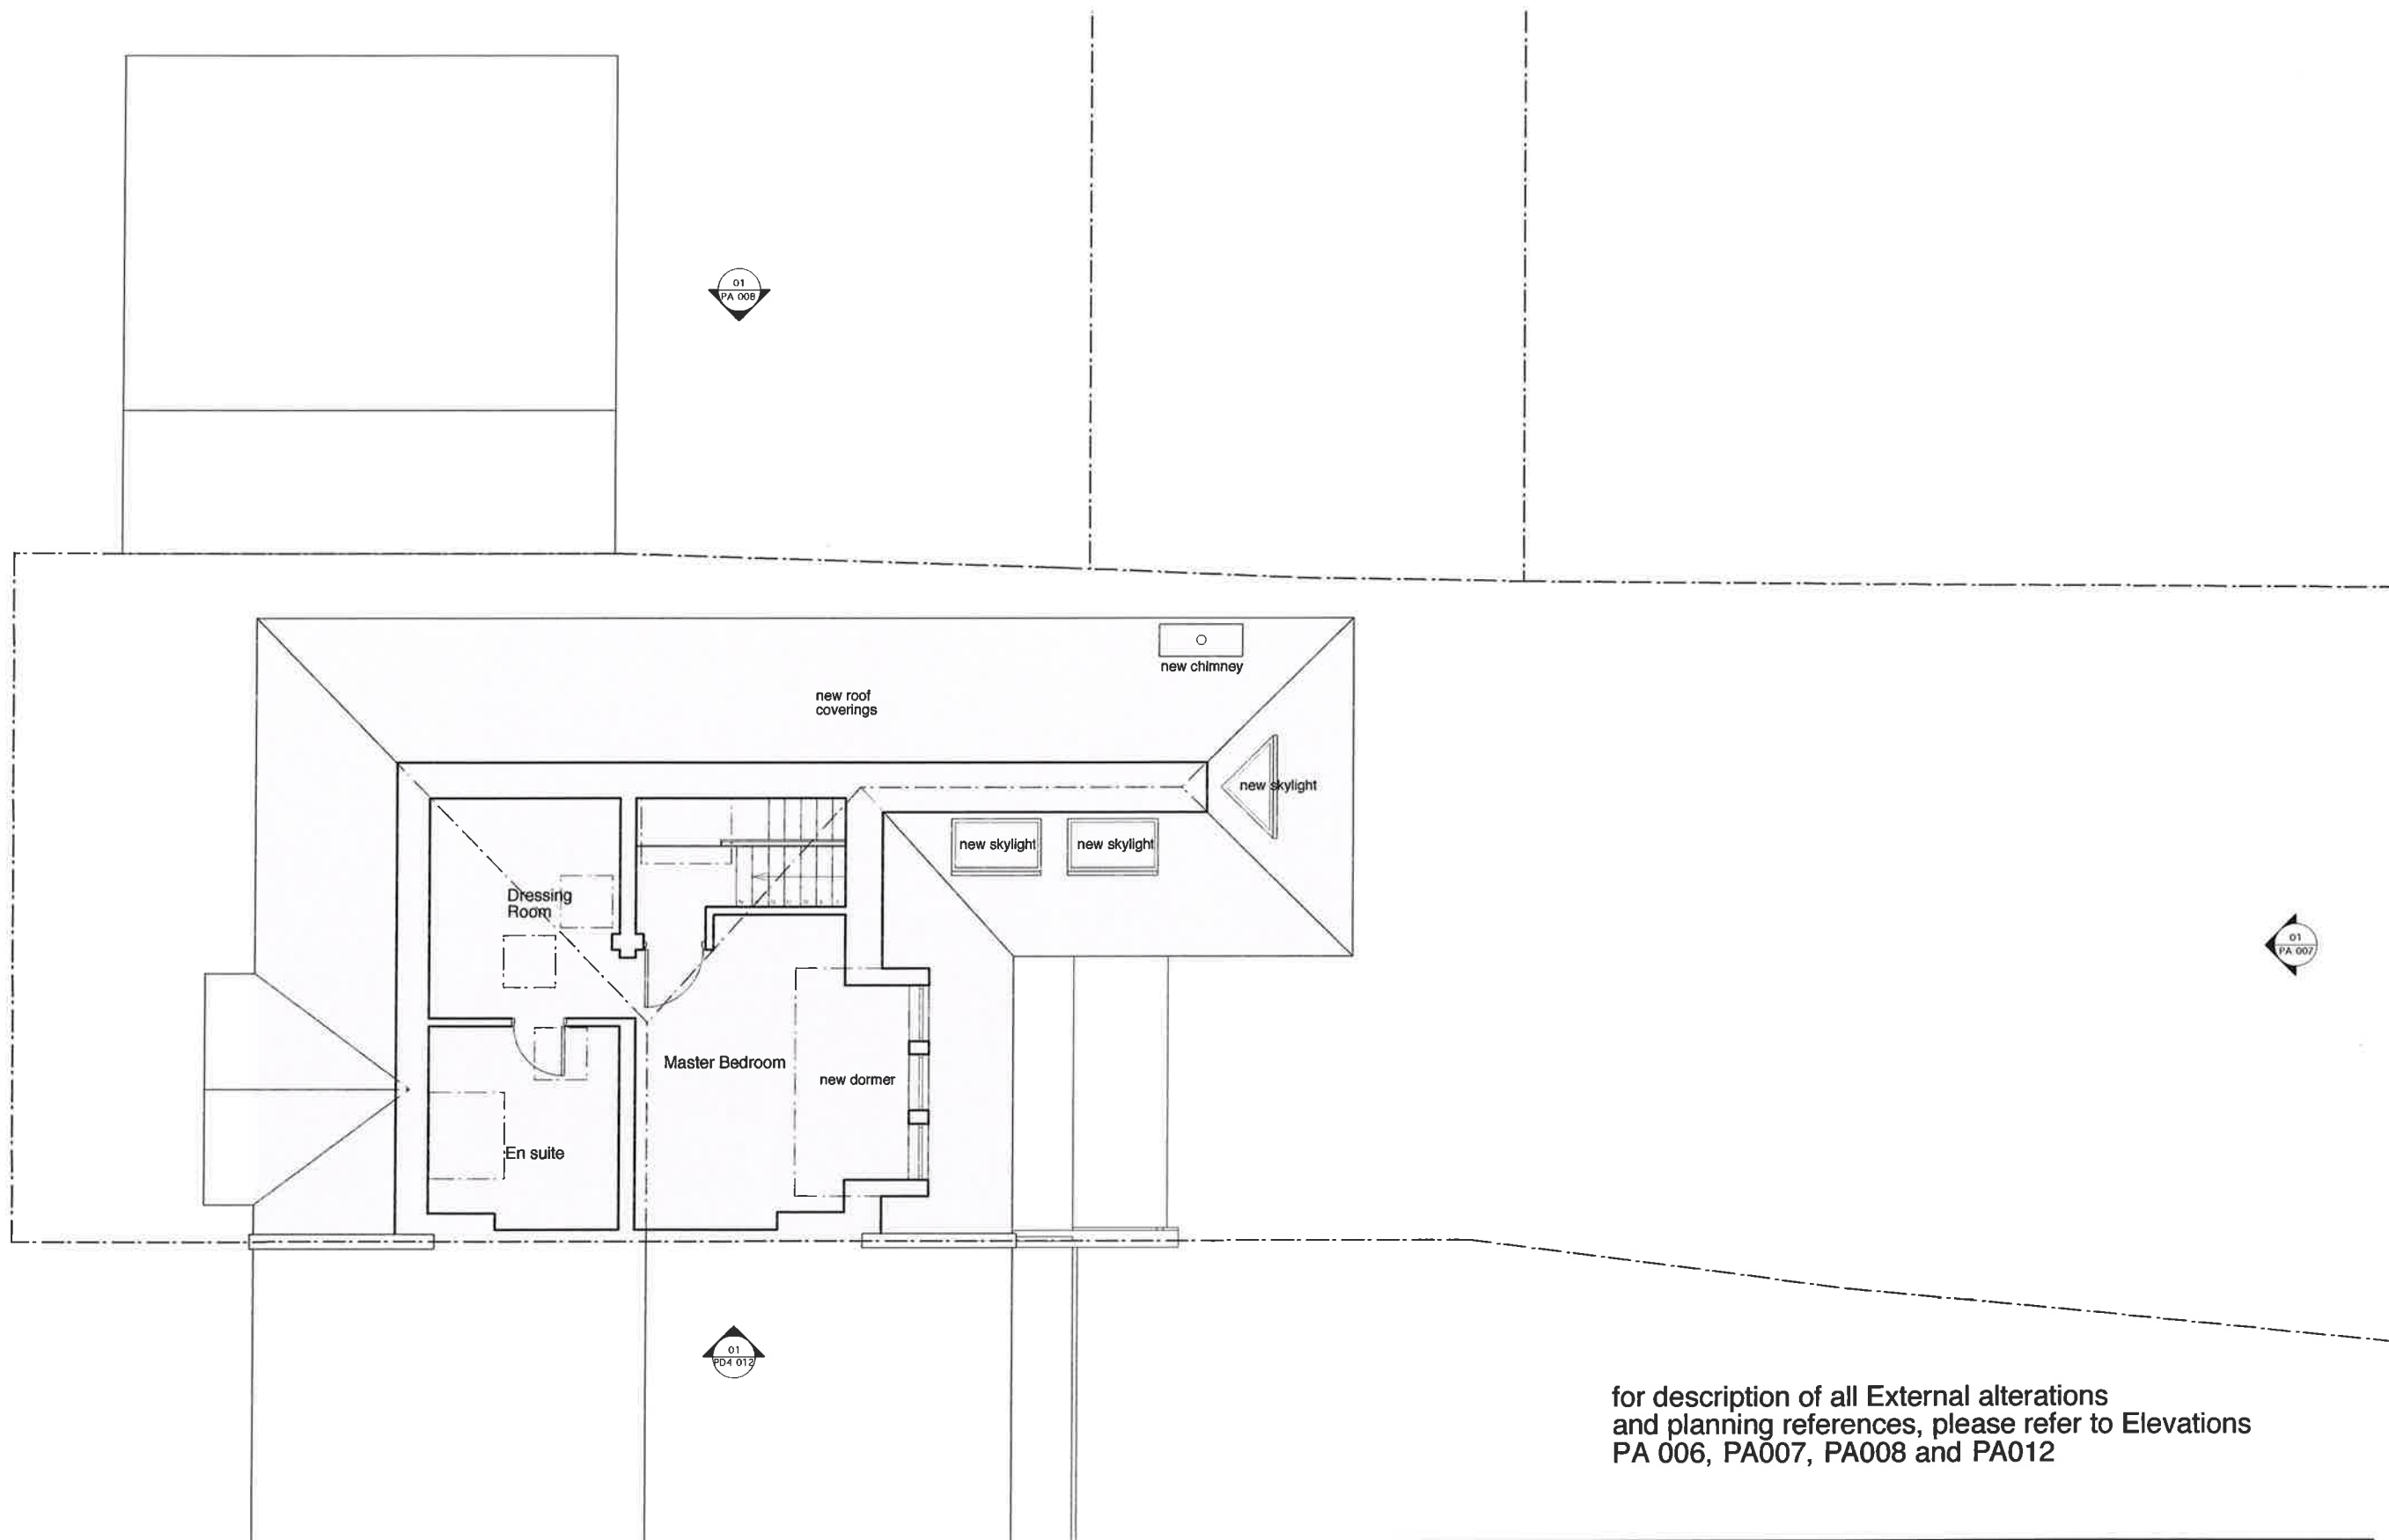 01
PA 008
new chimney
new roof
coverings
new skylight
new skylight
new skylight
Dressing
Room
01
PA 007
Master Bedroom
new dormer
En suite
01
PD4 012
for description of all External alterations
and planning references, please refer to Elevations
PA 006, PA007, PA008 and PA012